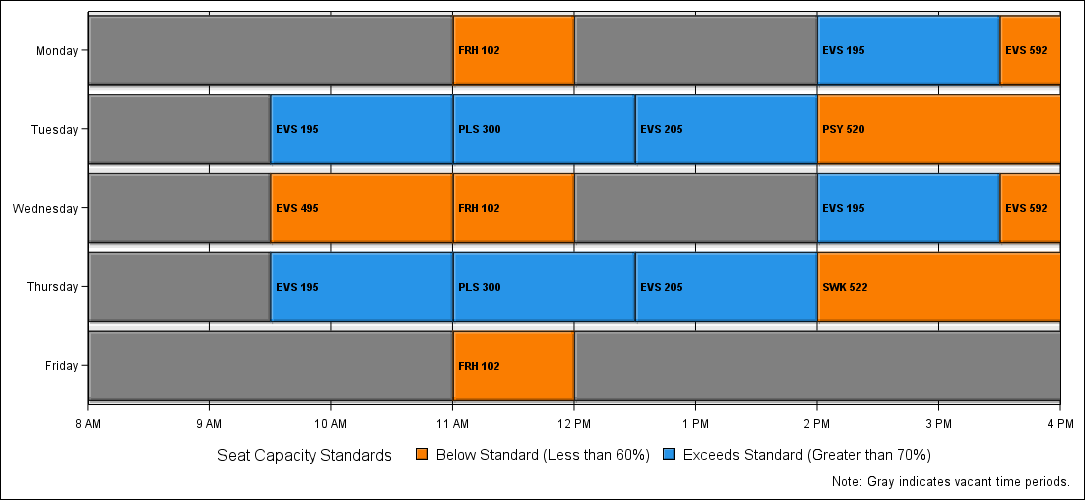 Monday FRH 102 EVS 195 EVS 592
Tuesday EVS 195 PLS 300 EVS 205 PSY 520
Wednesday EVS 495 FRH 102 EVS 195 EVS 592
Thursday EVS 195 PLS 300 EVS 205 SWK 522
Friday FRH 102
8 AM 9 AM 10 AM 11 AM 12 PM 1 PM 2 PM 3 PM 4 PM
Seat Capacity Standards Below Standard (Less than 60%) Exceeds Standard (Greater than 70%)
Note: Gray indicates vacant time periods.